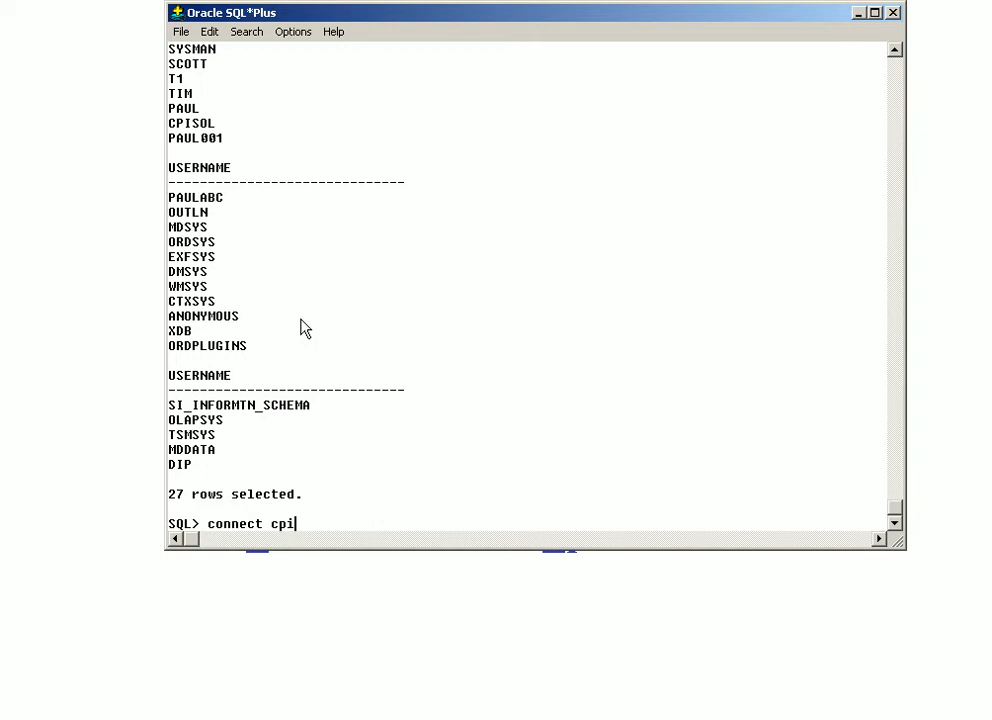 Oracle SQL*Plus
File Edit Search Options Help
SYSMAN
SCOTT
T1
TIM
PAUL
CPISOL
PAUL001
USERNAME
------------------------------
PAULABC
OUTLN
MDSYS
ORDSYS
EXFSYS
DMSYS
WMSYS
CTXSYS
ANONYMOUS
XDB
ORDPLUGINS
USERNAME
------------------------------
SI_INFORMTN_SCHEMA
OLAPSYS
TSMSYS
MDDATA
DIP
27 rows selected.
SQL> connect cpi